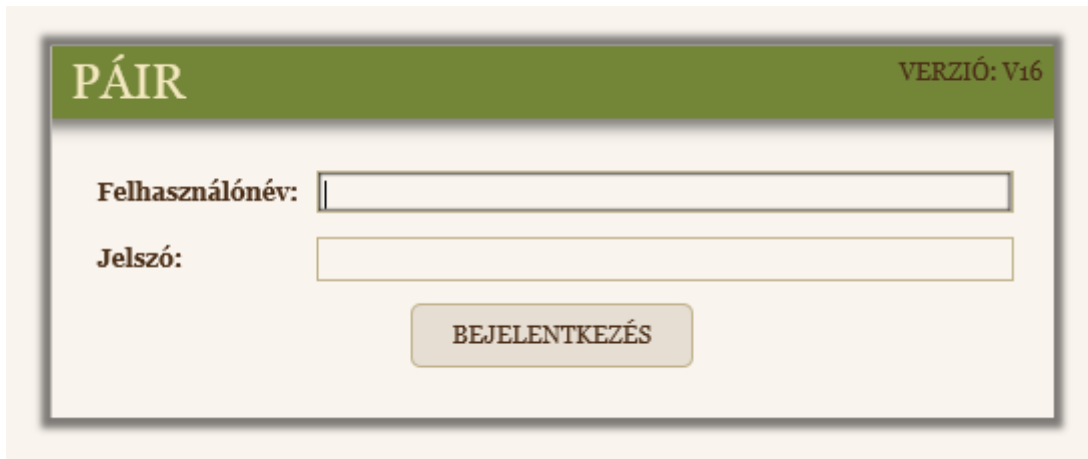 PÁIR
VERZIÓ: V16
Felhasználónév:
Jelszó:
BEJELENTKEZÉS